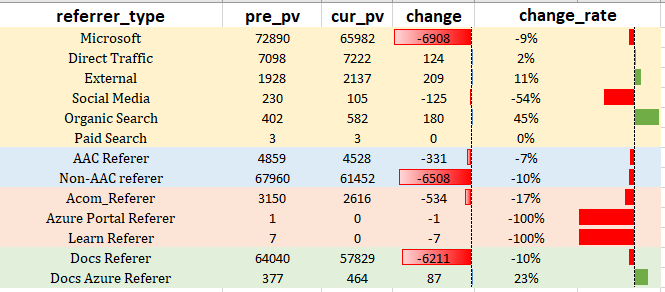 referrer_type pre_pv cur_pv change change_rate
Microsoft 72890 65982 -6908 -9%
Direct Traffic 7098 7222 124 2%
External 1928 2137 209 11%
Social Media 230 105 -125 -54%
Organic Search 402 582 180 45%
Paid Search 3 3 0 0%
AAC Referer 4859 4528 -331 -7%
Non-AAC referer 67960 61452 -6508 -10%
Acom_Referer 3150 2616 -534 -17%
Azure Portal Referer 1 0 -1 -100%
Learn Referer 7 0 -7 -100%
Docs Referer 64040 57829 -6211 -10%
Docs Azure Referer 377 464 87 23%